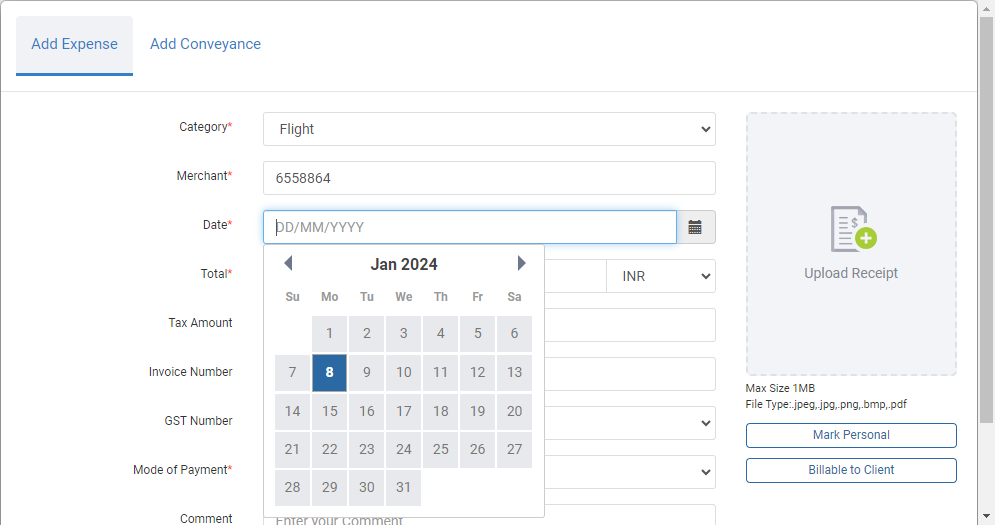 Add Expense Add Conveyance
Category* Flight
Merchant* 6558864
Date* DD/MM/YYYY
Jan 2024
Total* INR
Su Mo Tu We Th Fr Sa
Tax Amount
1 2 3 4 5 6
Invoice Number
7 8 9 10 11 12 13
GST Number
14 15 16 17 18 19 20
21 22 23 24 25 26 27
Mode of Payment*
28 29 30 31
Comment Enter your Comment
Upload Receipt
Max Size 1MB
File Type:.jpeg,.jpg,.png,.bmp,.pdf
Mark Personal
Billable to Client